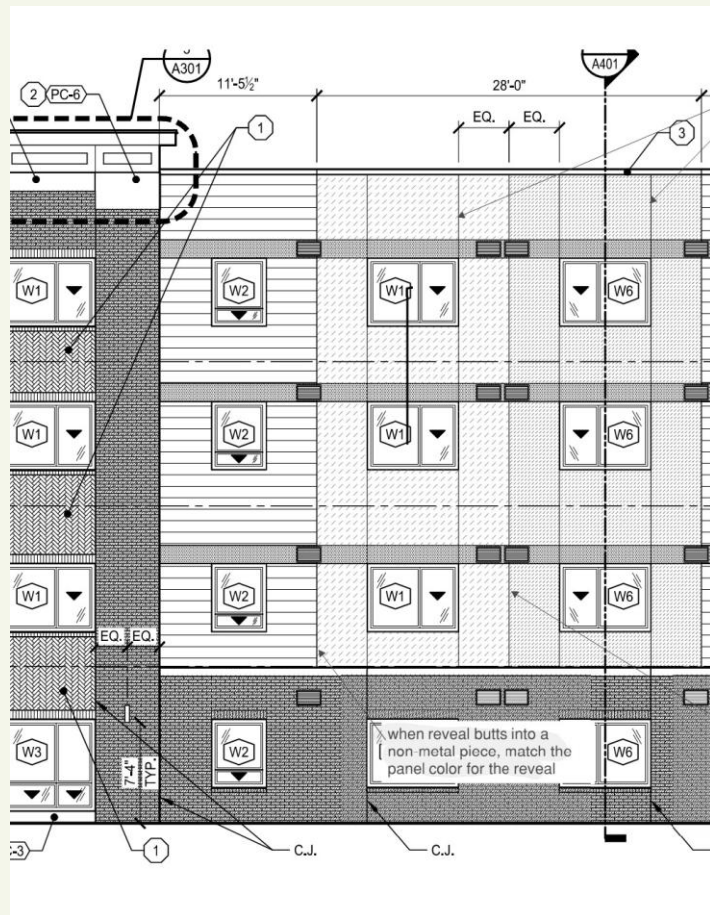 A301
A401
11'-5½"
28'-0"
2 PC-6
1
EQ. EQ.
3
W1 W2 W1 W6
W1 W2 W1 W6
W1 W2 W1 W6
EQ. EQ.
W3 W2 W6
7'-4"
TYP.
when reveal butts into a
non-metal piece, match the
panel color for the reveal
1
C.J.
C.J.